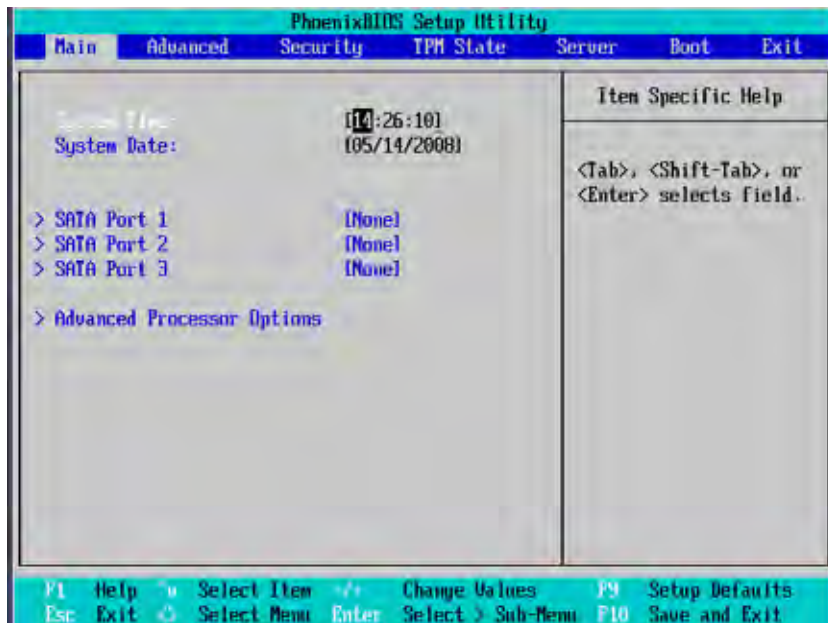 PhoenixBIOS Setup Utility
Main Advanced Security TPM State Server Boot Exit
Item Specific Help
System Time: [14:26:10]
System Date: [05/14/2008]
<Tab>, <Shift-Tab>, or
<Enter> selects field.
> SATA Port 1 [None]
> SATA Port 2 [None]
> SATA Port 3 [None]
> Advanced Processor Options
F1 Help Select Item -/+ Change Values F9 Setup Defaults
Esc Exit Select Menu Enter Select > Sub-Menu F10 Save and Exit